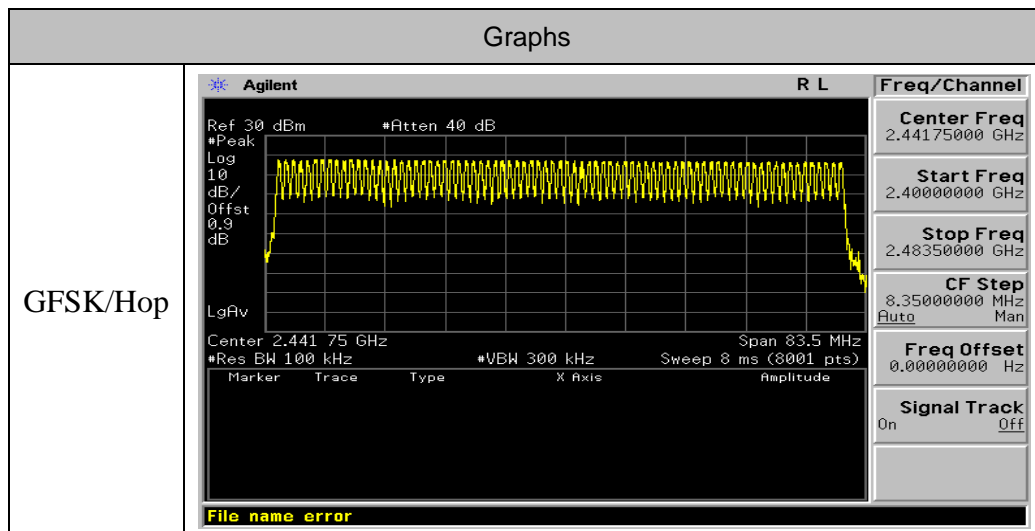 Graphs
GFSK/Hop
Agilent R L
Ref 30 dBm #Atten 40 dB
#Peak
Log
10
dB/
Offst
0.9
dB
LgAv
Center 2.441 75 GHz Span 83.5 MHz
#Res BW 100 kHz #VBW 300 kHz Sweep 8 ms (8001 pts)
Marker Trace Type X Axis Amplitude
File name error
Freq/Channel
Center Freq
2.44175000 GHz
Start Freq
2.40000000 GHz
Stop Freq
2.48350000 GHz
CF Step
8.35000000 MHz
Auto Man
Freq Offset
0.00000000 Hz
Signal Track
On Off